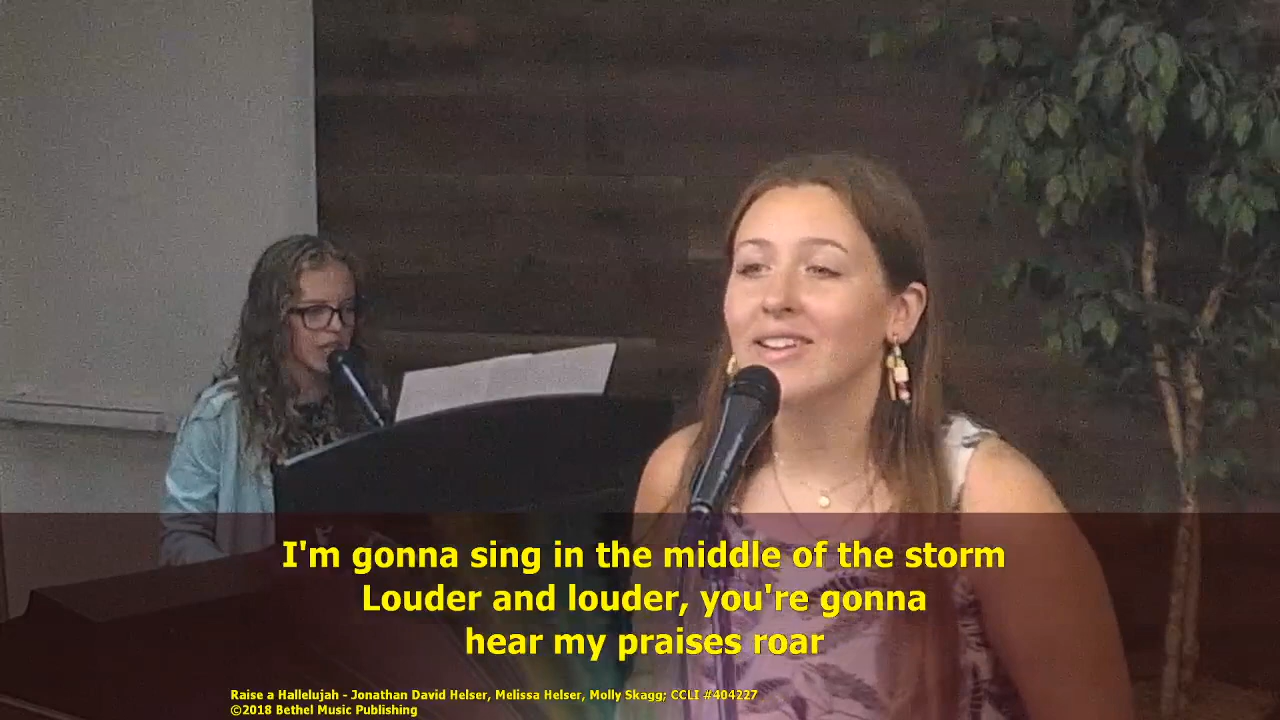 I'm gonna sing in the middle of the storm
Louder and louder, you're gonna
hear my praises roar
Raise a Hallelujah - Jonathan David Helser, Melissa Helser, Molly Skagg; CCLI #404227
©2018 Bethel Music Publishing